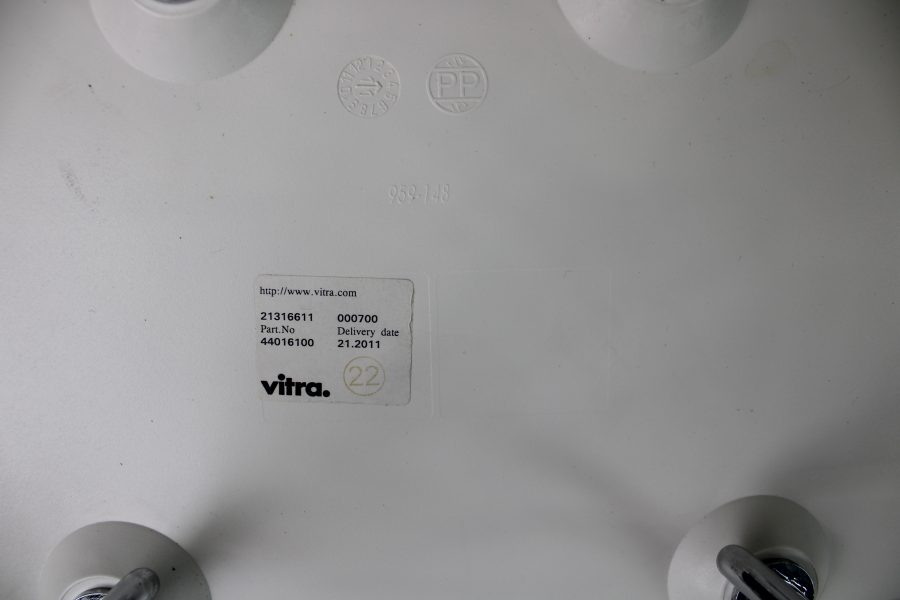 PP
959-148
http://www.vitra.com
21316611 000700
Part.No Delivery date
44016100 21.2011
vitra. 22